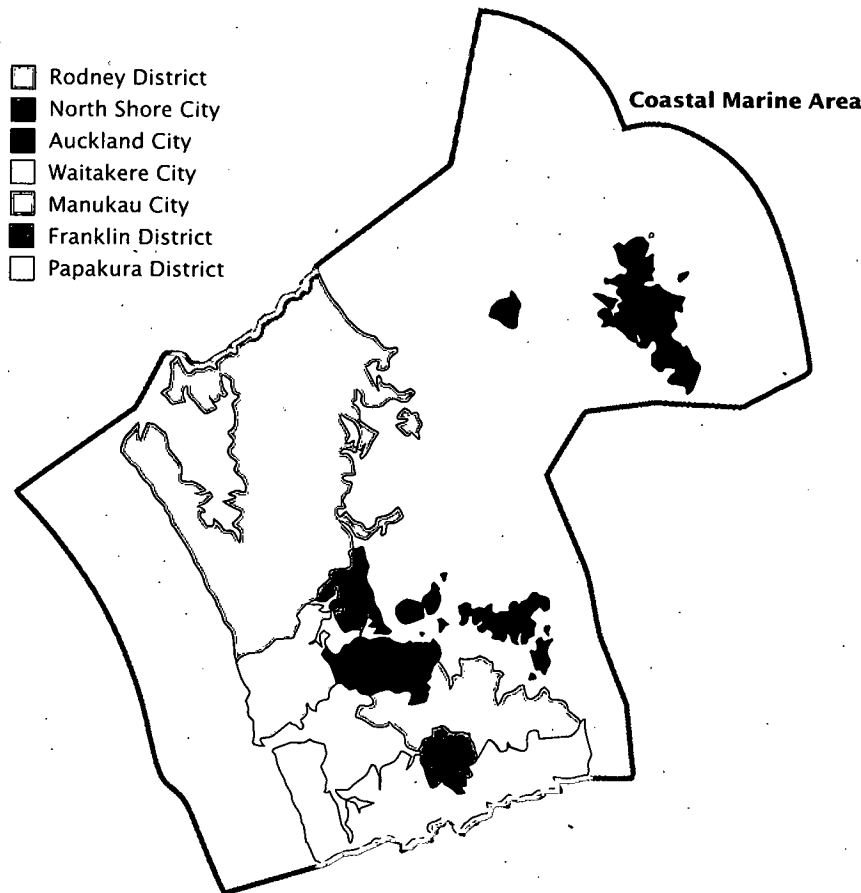 Rodney District
North Shore City
Auckland City
Waitakere City
Manukau City
Franklin District
Papakura District
Coastal Marine Area